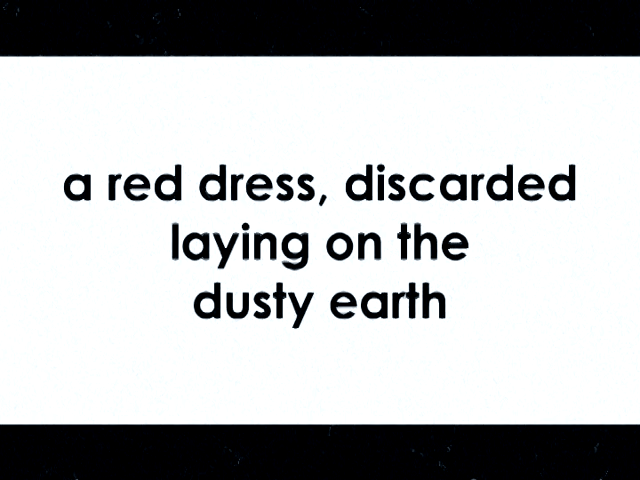 a red dress, discarded
laying on the
dusty earth